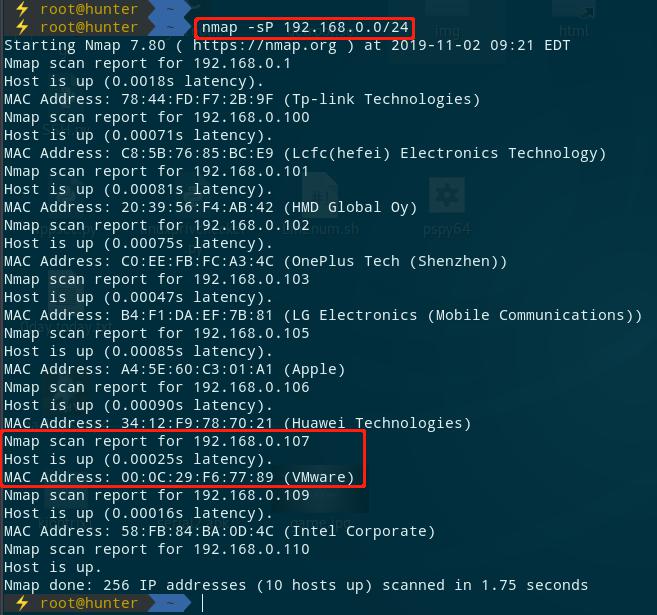 ⚡ root@hunter ~
⚡ root@hunter ~ nmap -sP 192.168.0.0/24
Starting Nmap 7.80 ( https://nmap.org ) at 2019-11-02 09:21 EDT
Nmap scan report for 192.168.0.1
Host is up (0.0018s latency).
MAC Address: 78:44:FD:F7:2B:9F (Tp-link Technologies)
Nmap scan report for 192.168.0.100
Host is up (0.00071s latency).
MAC Address: C8:5B:76:85:BC:E9 (Lcfc(hefei) Electronics Technology)
Nmap scan report for 192.168.0.101
Host is up (0.00081s latency).
MAC Address: 20:39:56:F4:AB:42 (HMD Global Oy)
Nmap scan report for 192.168.0.102
Host is up (0.00075s latency).
MAC Address: C0:EE:FB:FC:A3:4C (OnePlus Tech (Shenzhen))
Nmap scan report for 192.168.0.103
Host is up (0.00047s latency).
MAC Address: B4:F1:DA:EF:7B:81 (LG Electronics (Mobile Communications))
Nmap scan report for 192.168.0.105
Host is up (0.00085s latency).
MAC Address: A4:5E:60:C3:01:A1 (Apple)
Nmap scan report for 192.168.0.106
Host is up (0.00090s latency).
MAC Address: 34:12:F9:78:70:21 (Huawei Technologies)
Nmap scan report for 192.168.0.107
Host is up (0.00025s latency).
MAC Address: 00:0C:29:F6:77:89 (VMware)
Nmap scan report for 192.168.0.109
Host is up (0.00016s latency).
MAC Address: 58:FB:84:BA:0D:4C (Intel Corporate)
Nmap scan report for 192.168.0.110
Host is up.
Nmap done: 256 IP addresses (10 hosts up) scanned in 1.75 seconds
⚡ root@hunter ~
img
html
pspy64